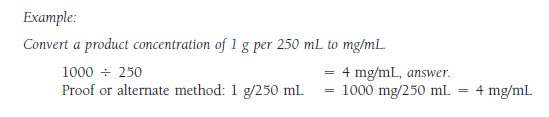 Example:
Convert a product concentration of 1 g per 250 mL to mg/mL.
1000 ÷ 250 = 4 mg/mL, answer.
Proof or alternate method: 1 g/250 mL = 1000 mg/250 mL = 4 mg/mL